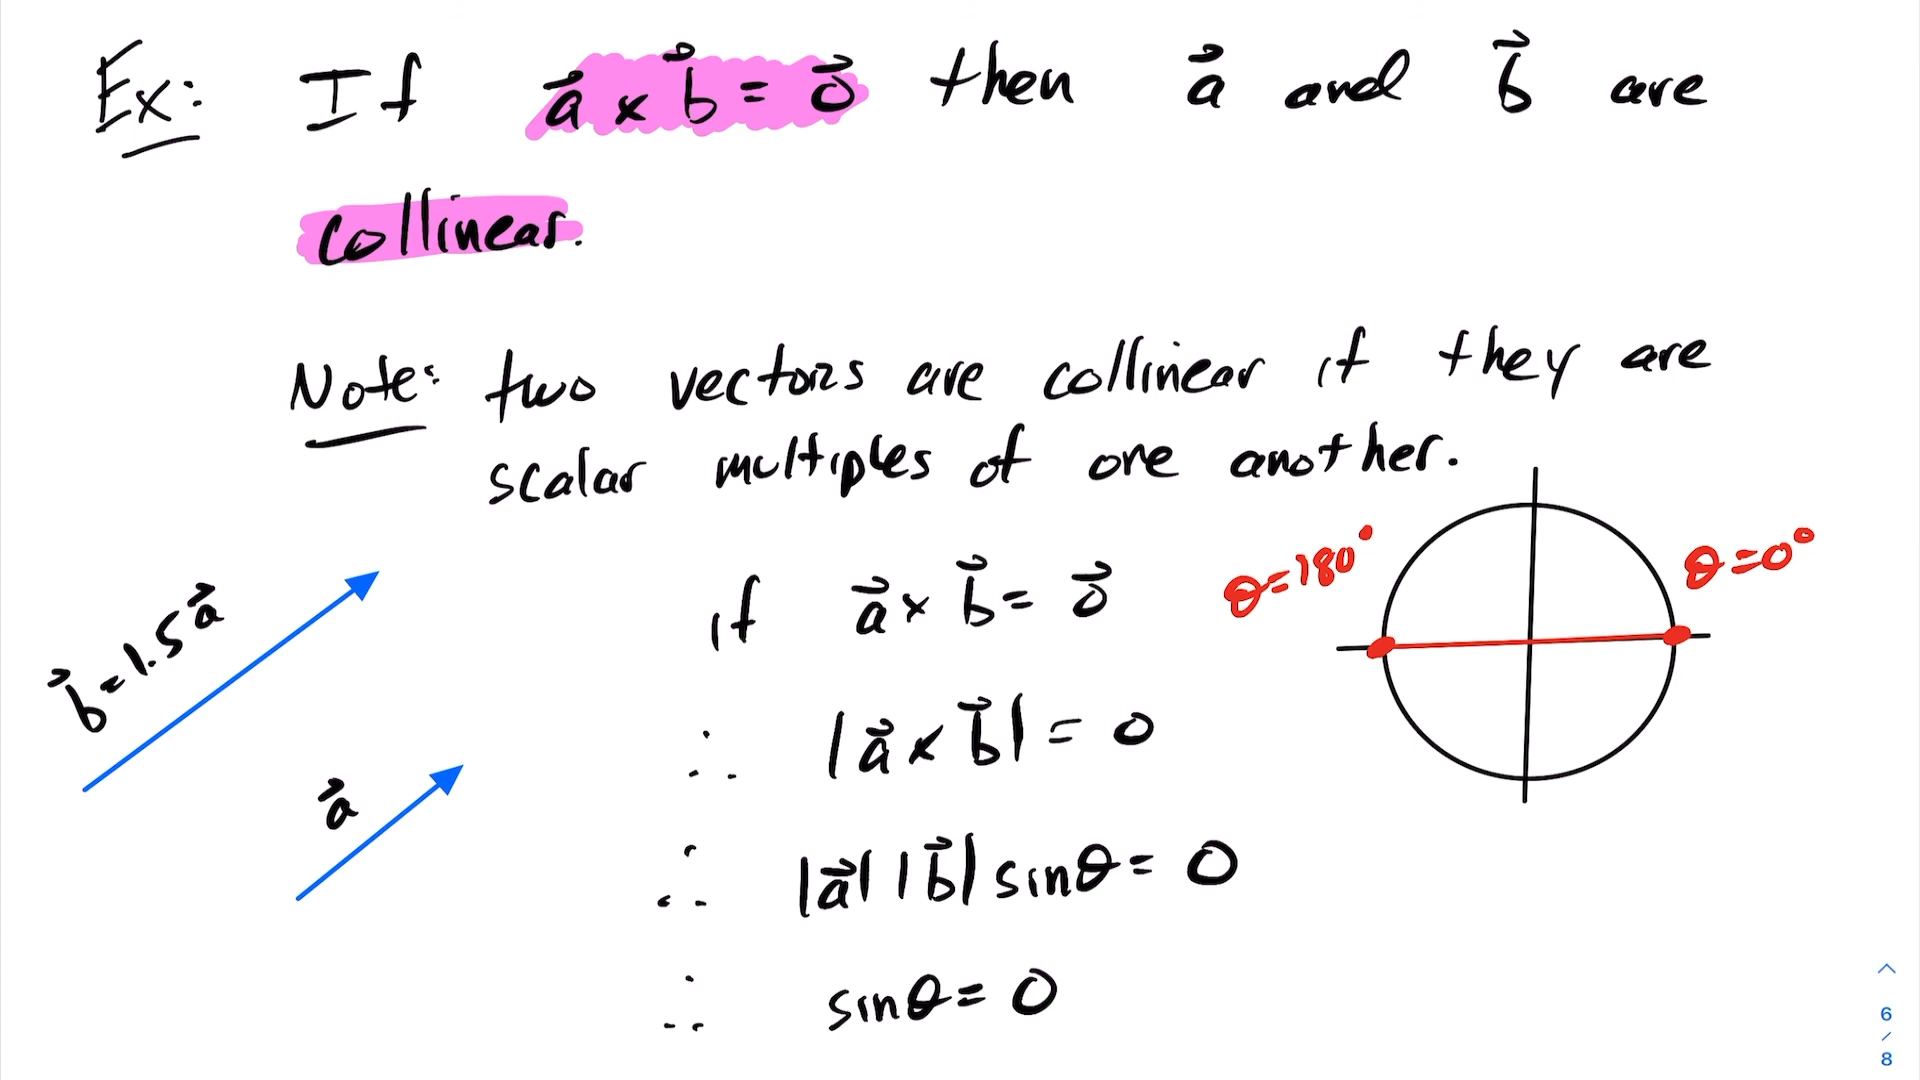 Ex: If a⃗ × b⃗ = 0⃗ then a⃗ and b⃗ are
collinear.
Note: two vectors are collinear if they are
scalar multiples of one another.
b⃗ = 1.5 a⃗
a⃗
if a⃗ × b⃗ = 0⃗
∴ |a⃗ × b⃗| = 0
∴ |a⃗| |b⃗| sinθ = 0
∴ sinθ = 0
θ = 180°
θ = 0°
6
/
8